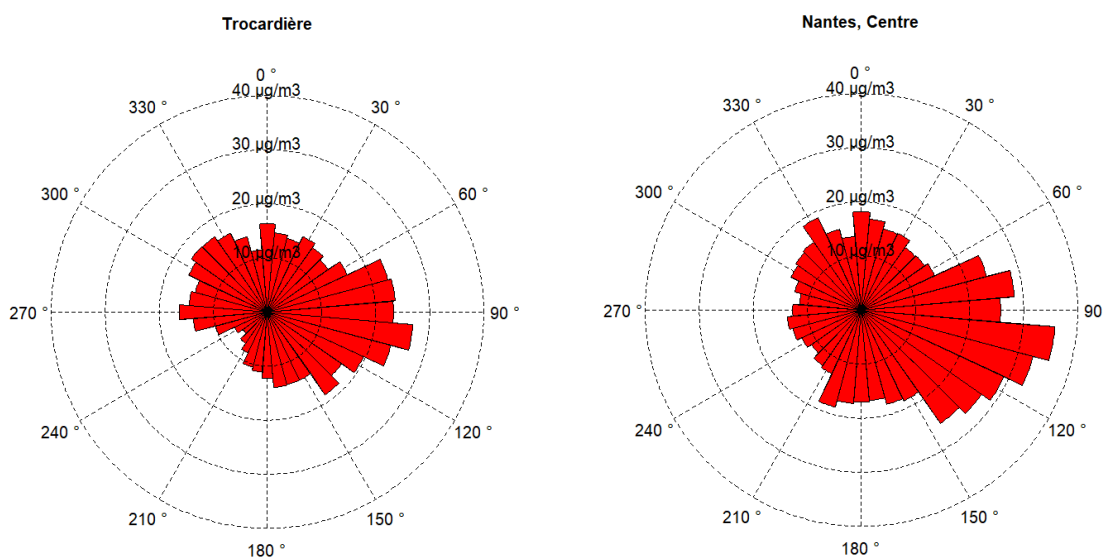 Trocardière
0 °
40 µg/m3
30 µg/m3
20 µg/m3
10 µg/m3
30 °
60 °
90 °
120 °
150 °
180 °
210 °
240 °
270 °
300 °
330 °
Nantes, Centre
0 °
40 µg/m3
30 µg/m3
20 µg/m3
10 µg/m3
30 °
60 °
90
120 °
150 °
180 °
210 °
240 °
270 °
300 °
330 °